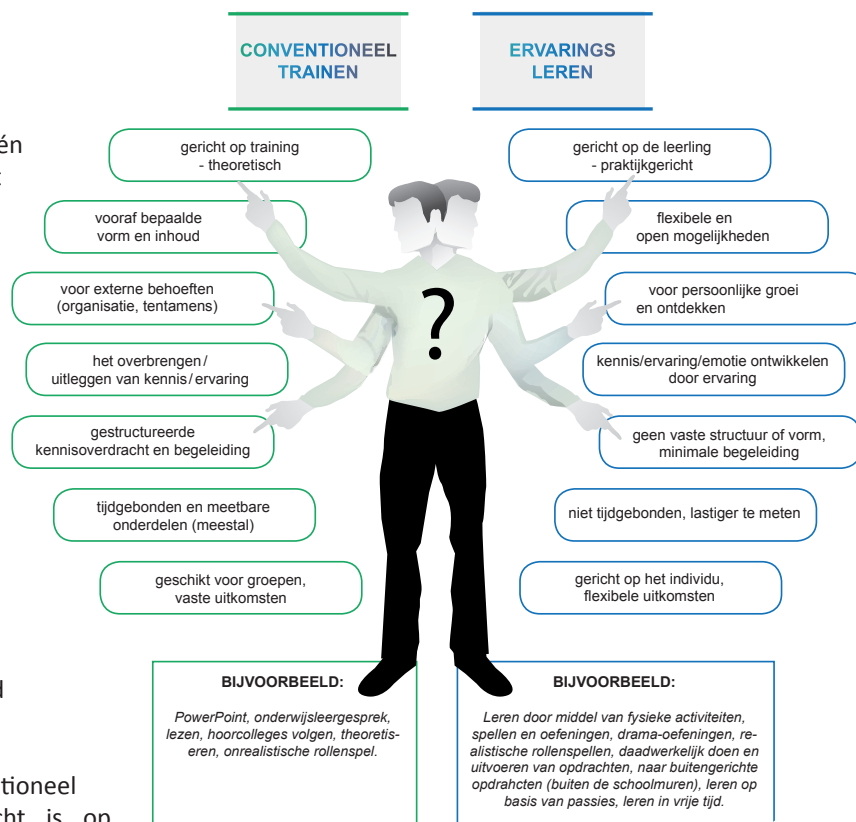 CONVENTIONEEL
TRAINEN
ERVARINGS
LEREN
én
gericht op training
- theoretisch
gericht op de leerling
- praktijkgericht
vooraf bepaalde
vorm en inhoud
flexibele en
open mogelijkheden
voor externe behoeften
(organisatie, tentamens)
voor persoonlijke groei
en ontdekken
?
het overbrengen/
uitleggen van kennis/ervaring
kennis/ervaring/emotie ontwikkelen
door ervaring
gestructureerde
kennisoverdracht en begeleiding
geen vaste structuur of vorm,
minimale begeleiding
tijdgebonden en meetbare
onderdelen (meestal)
niet tijdgebonden, lastiger te meten
geschikt voor groepen,
vaste uitkomsten
gericht op het individu,
flexibele uitkomsten
BIJVOORBEELD:
PowerPoint, onderwijsleergesprek,
lezen, hoorcolleges volgen, theoretis-
eren, onrealistische rollenspel.
BIJVOORBEELD:
Leren door middel van fysieke activiteiten,
spellen en oefeningen, drama-oefeningen, re-
alistische rollenspellen, daadwerkelijk doen en
uitvoeren van opdrachten, naar buitengerichte
opdrahcten (buiten de schoolmuren), leren op
basis van passies, leren in vrije tijd.
tioneel
cht is op